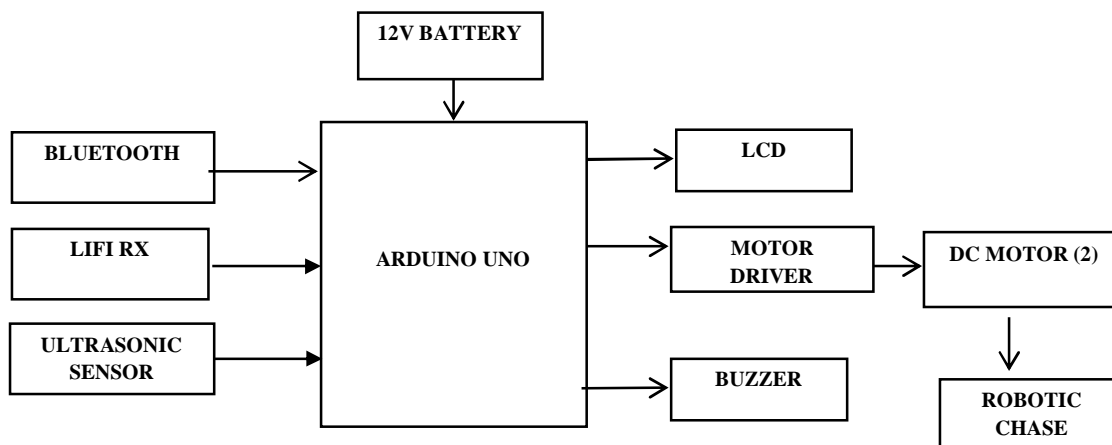 12V BATTERY
BLUETOOTH
LCD
LIFI RX
ARDUINO UNO
MOTOR
DRIVER
DC MOTOR (2)
ULTRASONIC
SENSOR
BUZZER
ROBOTIC
CHASE